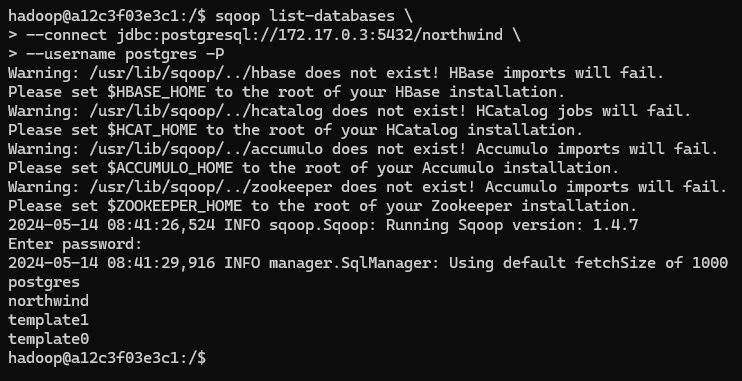 hadoop@a12c3f03e3c1:/$ sqoop list-databases \
> --connect jdbc:postgresql://172.17.0.3:5432/northwind \
> --username postgres -P
Warning: /usr/lib/sqoop/../hbase does not exist! HBase imports will fail.
Please set $HBASE_HOME to the root of your HBase installation.
Warning: /usr/lib/sqoop/../hcatalog does not exist! HCatalog jobs will fail.
Please set $HCAT_HOME to the root of your HCatalog installation.
Warning: /usr/lib/sqoop/../accumulo does not exist! Accumulo imports will fail.
Please set $ACCUMULO_HOME to the root of your Accumulo installation.
Warning: /usr/lib/sqoop/../zookeeper does not exist! Accumulo imports will fail.
Please set $ZOOKEEPER_HOME to the root of your Zookeeper installation.
2024-05-14 08:41:26,524 INFO sqoop.Sqoop: Running Sqoop version: 1.4.7
Enter password:
2024-05-14 08:41:29,916 INFO manager.SqlManager: Using default fetchSize of 1000
postgres
northwind
template1
template0
hadoop@a12c3f03e3c1:/$